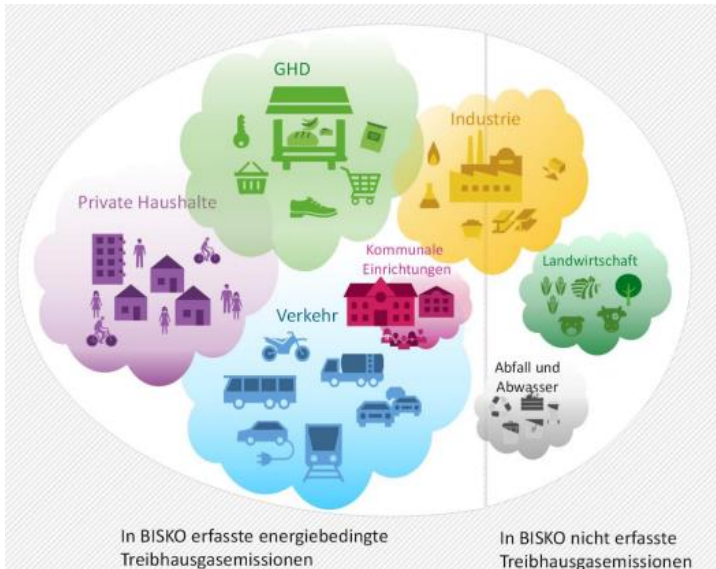 GHD
Industrie
Private Haushalte
Kommunale
Einrichtungen
Landwirtschaft
Verkehr
Abfall und
Abwasser
In BISKO erfasste energiebedingte
Treibhausgasemissionen
In BISKO nicht erfasste
Treibhausgasemissionen